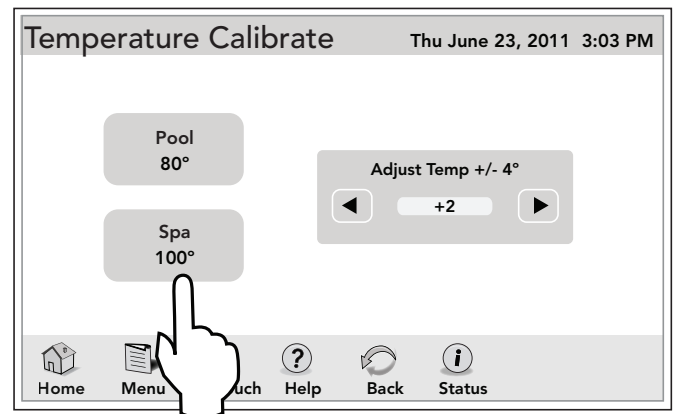 Temperature Calibrate Thu June 23, 2011 3:03 PM
Pool
80°
Adjust Temp +/- 4°
+2
Spa
100°
Home Menu Help Back Status